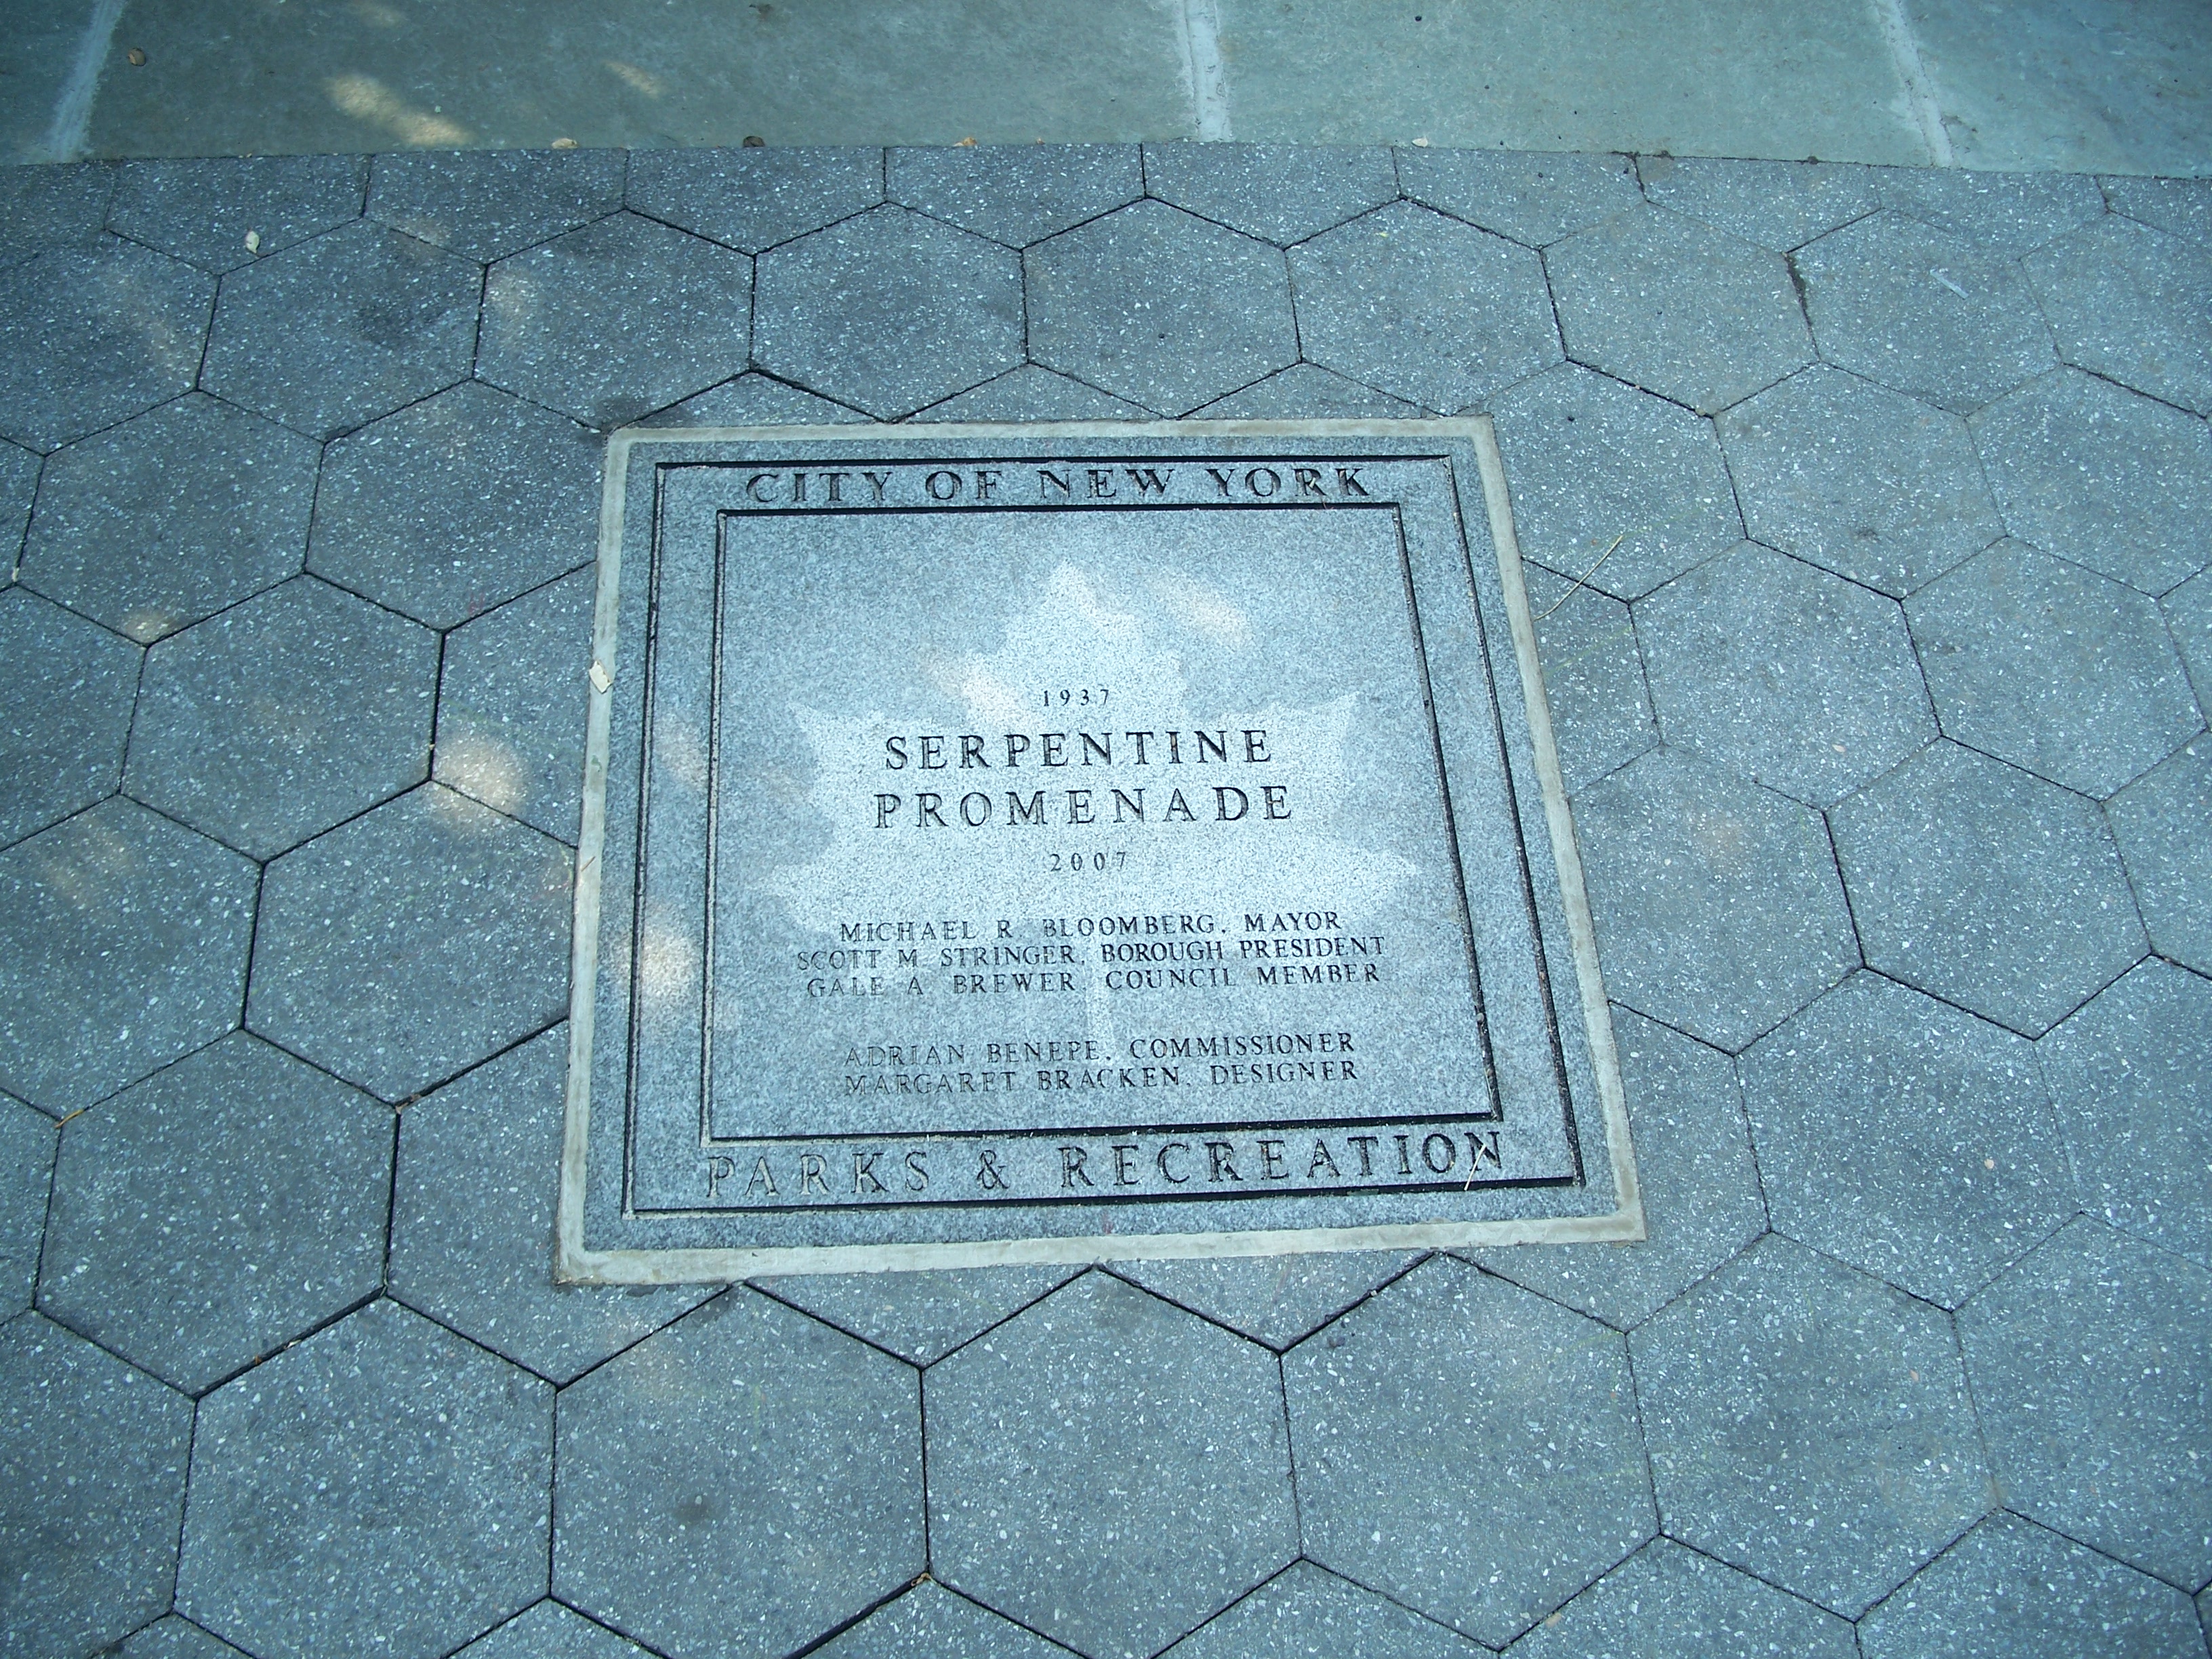 CITY OF NEW YORK
1937
SERPENTINE
PROMENADE
2007
MICHAEL R. BLOOMBERG, MAYOR
SCOTT M. STRINGER, BOROUGH PRESIDENT
GALE A. BREWER, COUNCIL MEMBER
ADRIAN BENEPE, COMMISSIONER
MARGARET BRACKEN, DESIGNER
PARKS & RECREATION